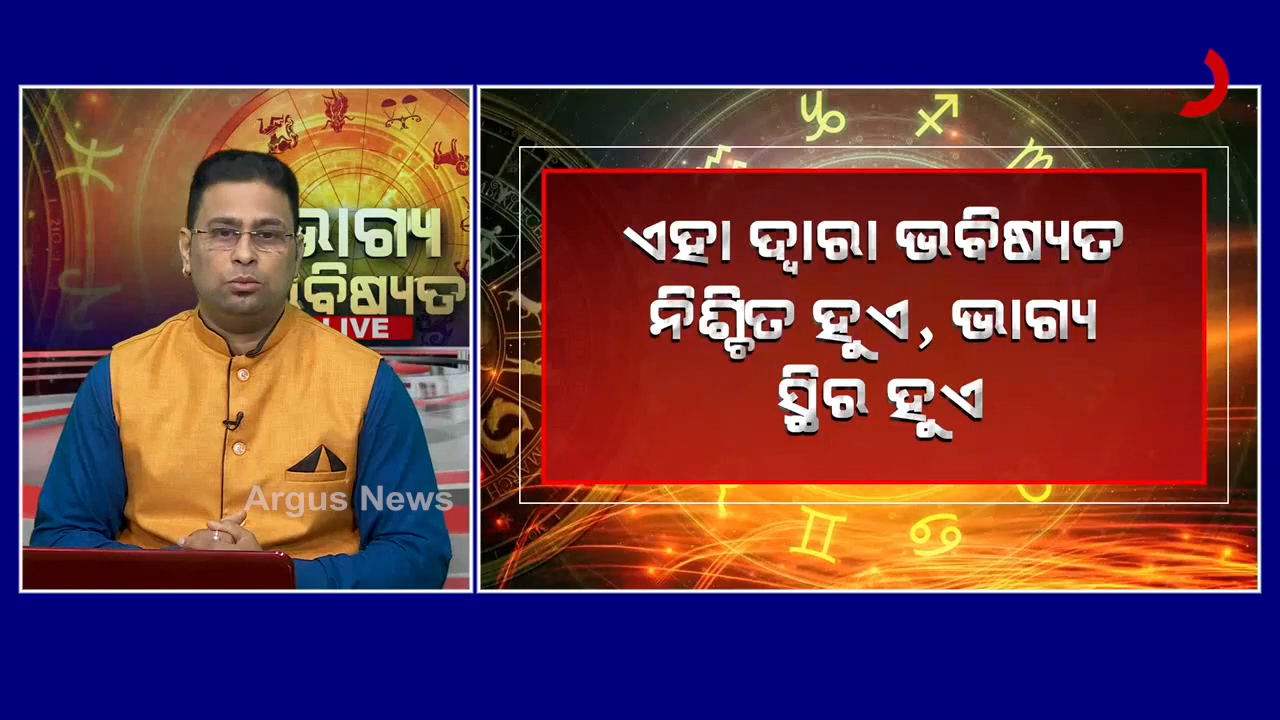 ଭାଗ୍ୟ
ଭବିଷ୍ୟତ
LIVE
Argus News
ଏହା ଦ୍ୱାରା ଭବିଷ୍ୟତ
ନିଶ୍ଚିତ ହୁଏ, ଭାଗ୍ୟ
ସ୍ଥିର ହୁଏ